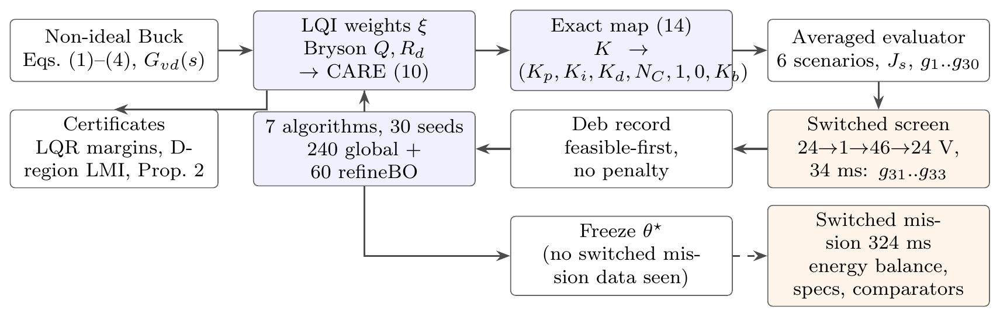 Non-ideal Buck
Eqs. (1)–(4), $G_{vd}(s)$
LQI weights $\xi$
Bryson $Q, R_d$
→ CARE (10)
Exact map (14)
$K$ →
$(K_p, K_i, K_d, N_C, 1, 0, K_b)$
Averaged evaluator
6 scenarios, $J_s$, $g_1..g_{30}$
Certificates
LQR margins, D-
region LMI, Prop. 2
7 algorithms, 30 seeds
240 global +
60 refineBO
Deb record
feasible-first,
no penalty
Switched screen
24→1→46→24 V,
34 ms: $g_{31}..g_{33}$
Freeze $\theta^\star$
(no switched mis-
sion data seen)
Switched mis-
sion 324 ms
energy balance,
specs, comparators